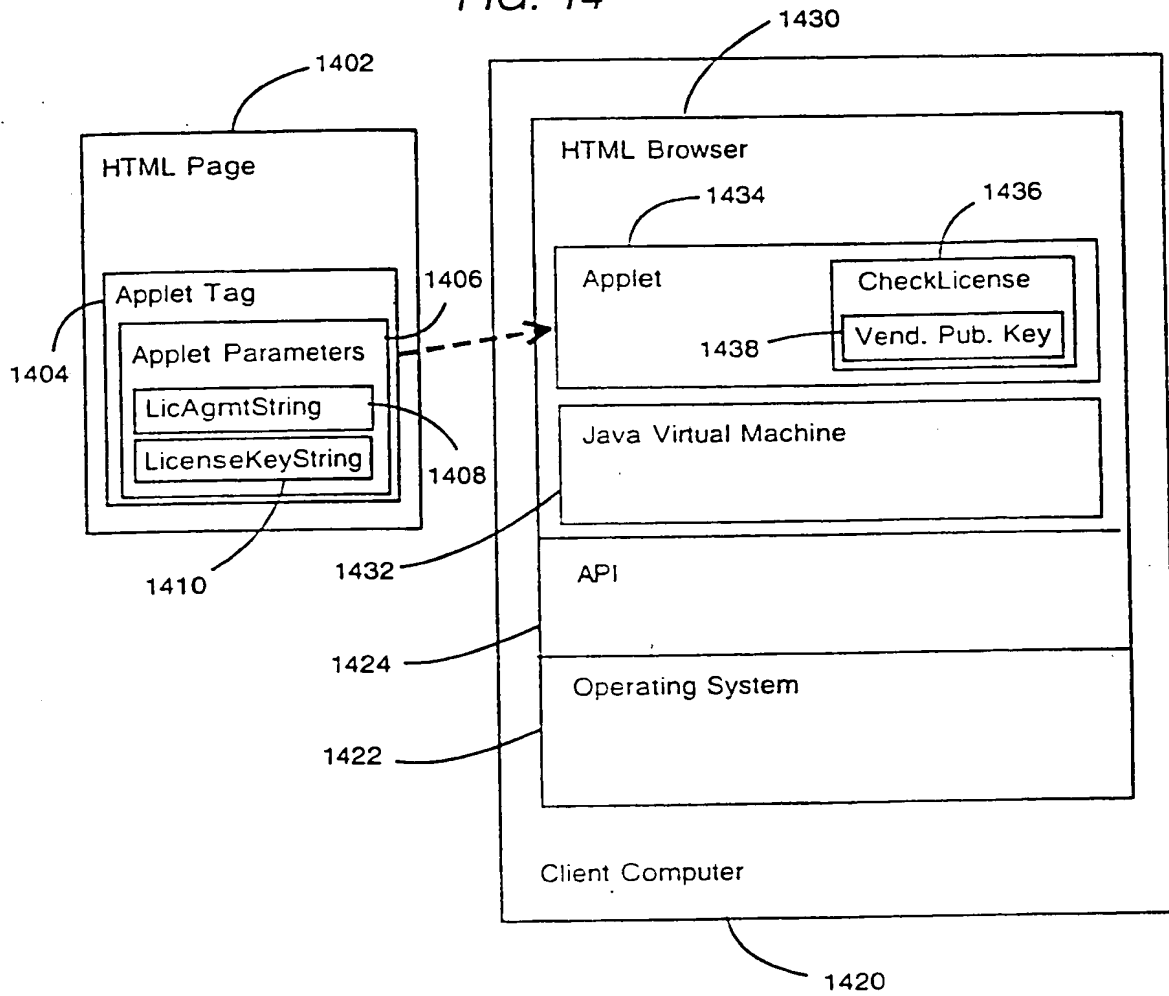 FIG. 14
1430
1402
HTML Page
HTML Browser
1434
1436
1406
Applet Tag
Applet
CheckLicense
Applet Parameters
1438
Vend. Pub. Key
1404
LicAgmtString
Java Virtual Machine
LicenseKeyString
1408
1432
API
1410
1424
Operating System
1422
Client Computer
1420